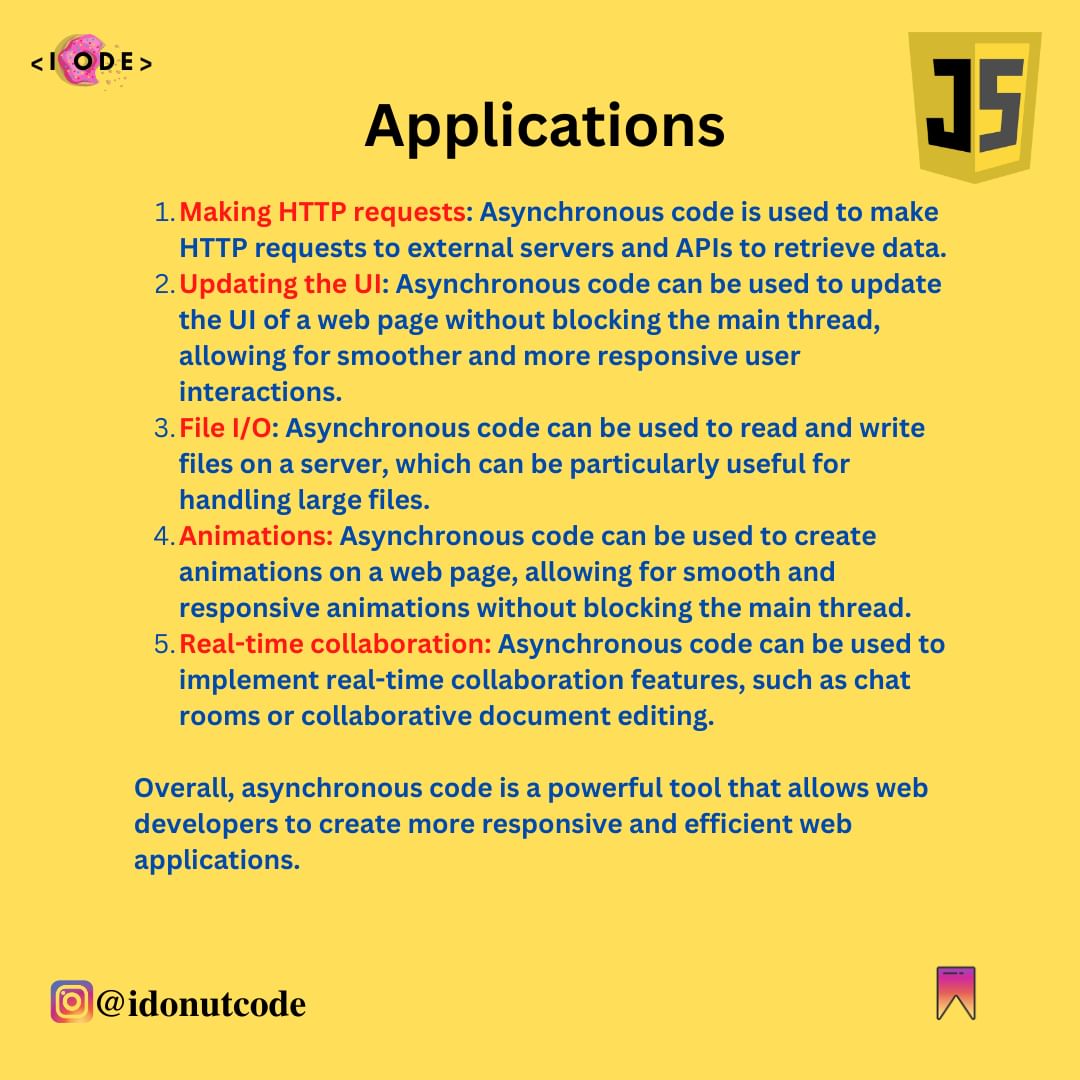 <I ODE>
JS
Applications
1. Making HTTP requests: Asynchronous code is used to make
HTTP requests to external servers and APIs to retrieve data.
2. Updating the UI: Asynchronous code can be used to update
the UI of a web page without blocking the main thread,
allowing for smoother and more responsive user
interactions.
3. File I/O: Asynchronous code can be used to read and write
files on a server, which can be particularly useful for
handling large files.
4. Animations: Asynchronous code can be used to create
animations on a web page, allowing for smooth and
responsive animations without blocking the main thread.
5. Real-time collaboration: Asynchronous code can be used to
implement real-time collaboration features, such as chat
rooms or collaborative document editing.
Overall, asynchronous code is a powerful tool that allows web
developers to create more responsive and efficient web
applications.
@idonutcode